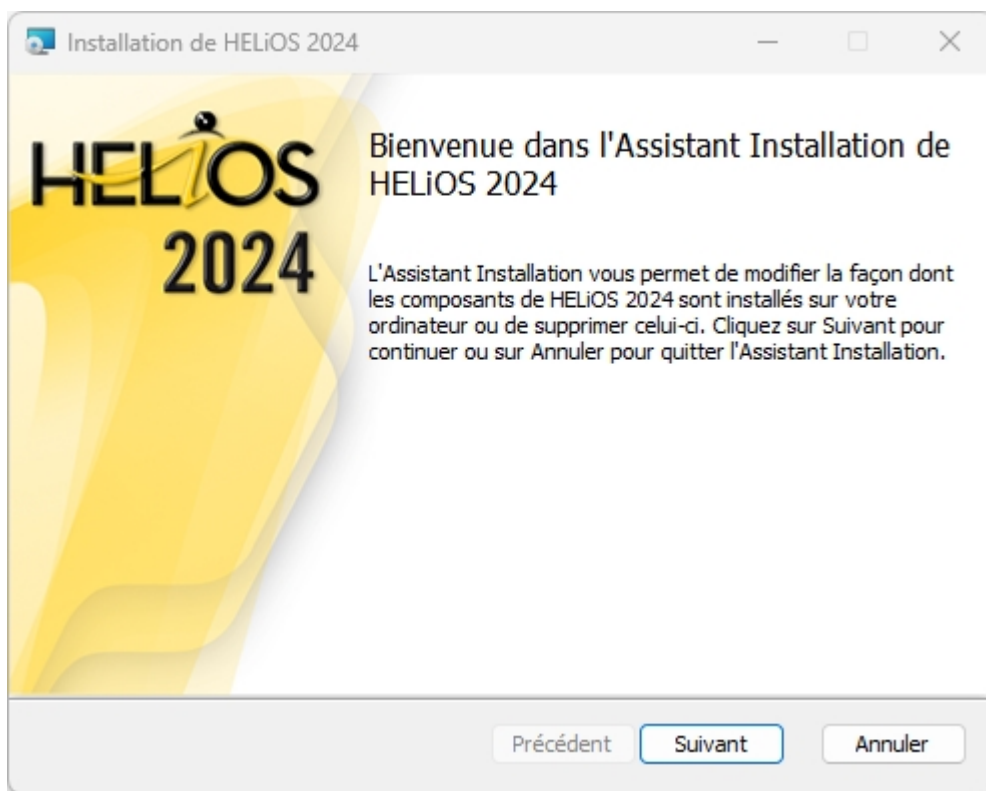 Installation de HELiOS 2024
HELiOS
2024
Bienvenue dans l'Assistant Installation de
HELiOS 2024
L'Assistant Installation vous permet de modifier la façon dont
les composants de HELiOS 2024 sont installés sur votre
ordinateur ou de supprimer celui-ci. Cliquez sur Suivant pour
continuer ou sur Annuler pour quitter l'Assistant Installation.
Précédent
Suivant
Annuler